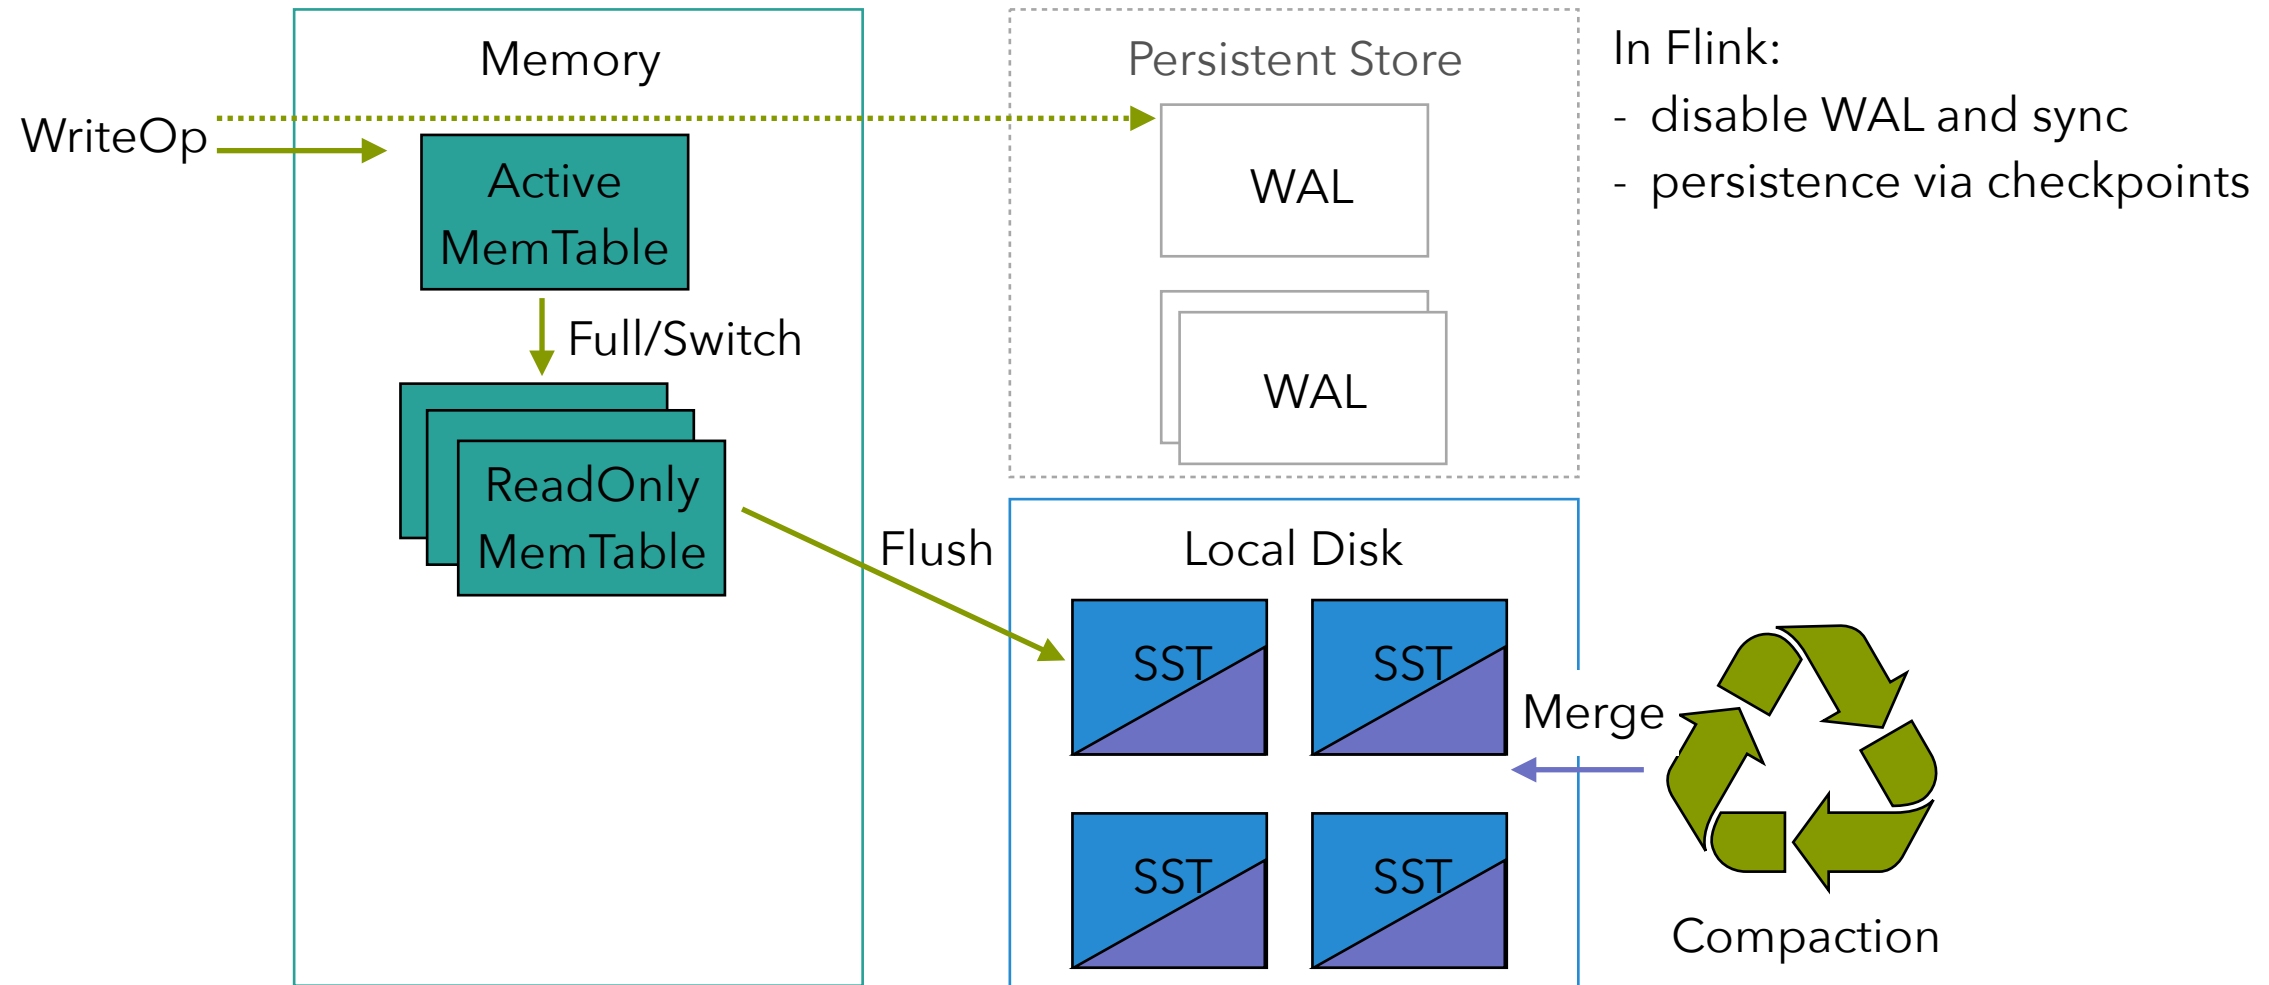 Memory
Persistent Store
In Flink:
- disable WAL and sync
- persistence via checkpoints
WriteOp
Active
MemTable
WAL
Full/Switch
WAL
ReadOnly
MemTable
Flush
Local Disk
SST
SST
Merge
SST
SST
Compaction